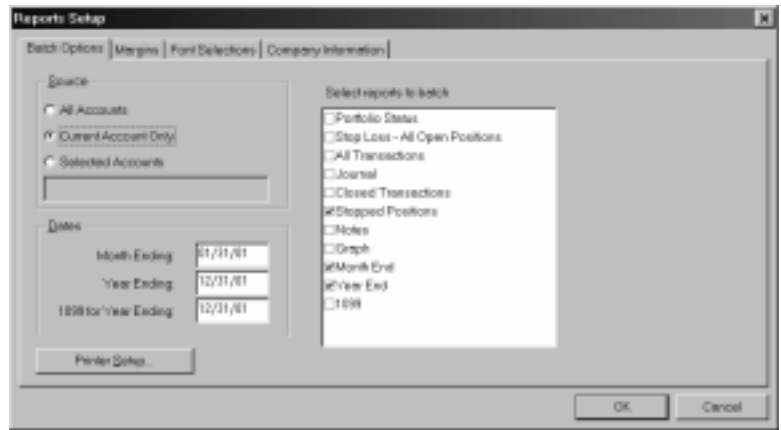 Reports Setup
Batch Options
Margins
Font Selections
Company Information
Source
All Accounts
Current Account Only
Selected Accounts
Dates
Month Ending: 01/31/01
Year Ending: 12/31/01
1099 for Year Ending: 12/31/01
Printer Setup...
Select reports to batch
Portfolio Status
Stop Loss - All Open Positions
All Transactions
Journal
Closed Transactions
Stopped Positions
Notes
Graph
Month End
Year End
1099
OK
Cancel